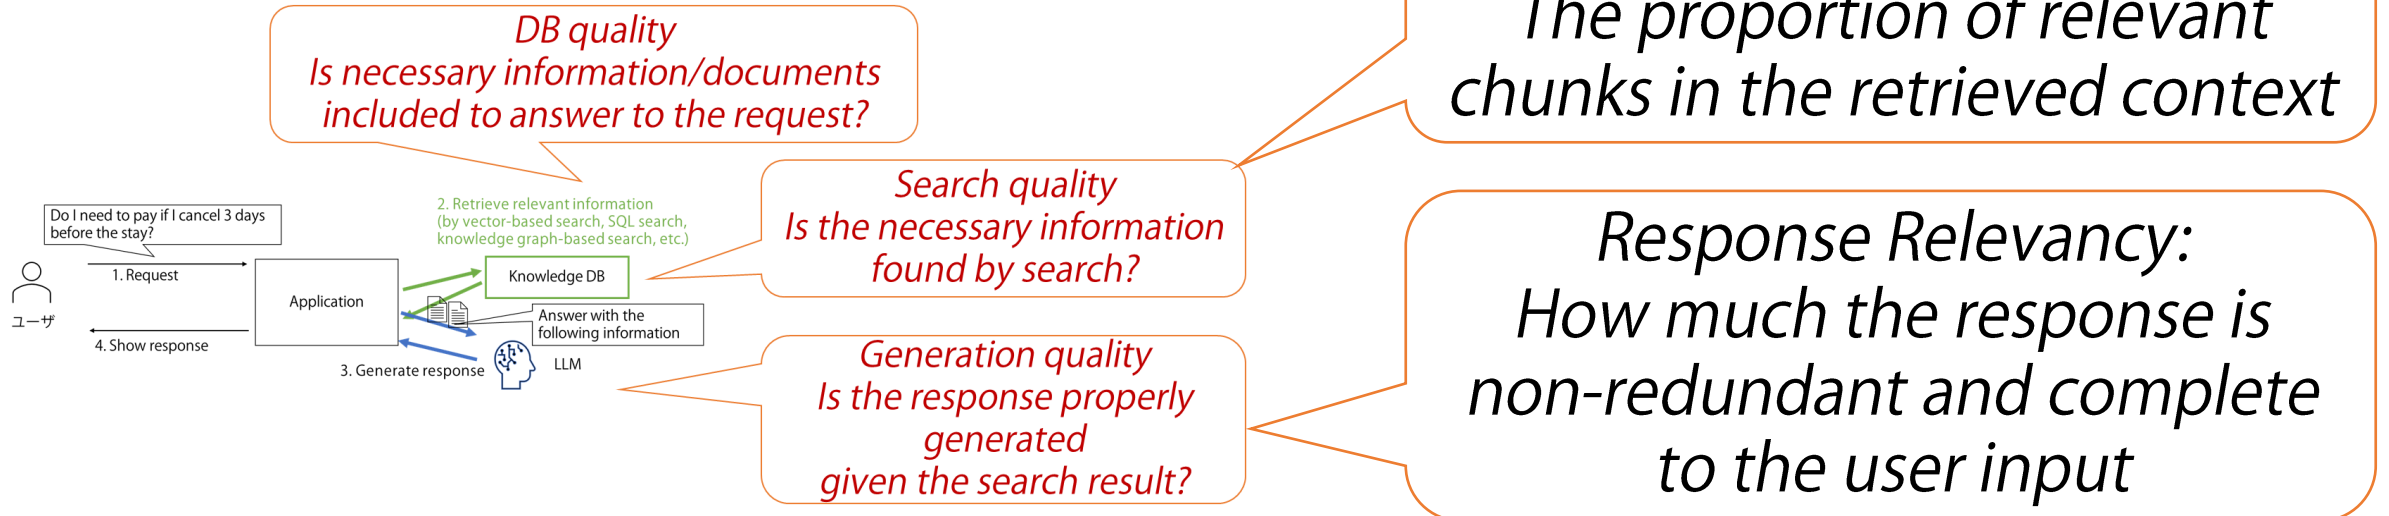 DB quality
Is necessary information/documents
included to answer to the request?
The proportion of relevant
chunks in the retrieved context
Search quality
Is the necessary information
found by search?
Do I need to pay if I cancel 3 days
before the stay?
2. Retrieve relevant information
(by vector-based search, SQL search,
knowledge graph-based search, etc.)
1. Request
Knowledge DB
Application
ユーザ
Answer with the
following information
4. Show response
3. Generate response
LLM
Generation quality
Is the response properly
generated
given the search result?
Response Relevancy:
How much the response is
non-redundant and complete
to the user input